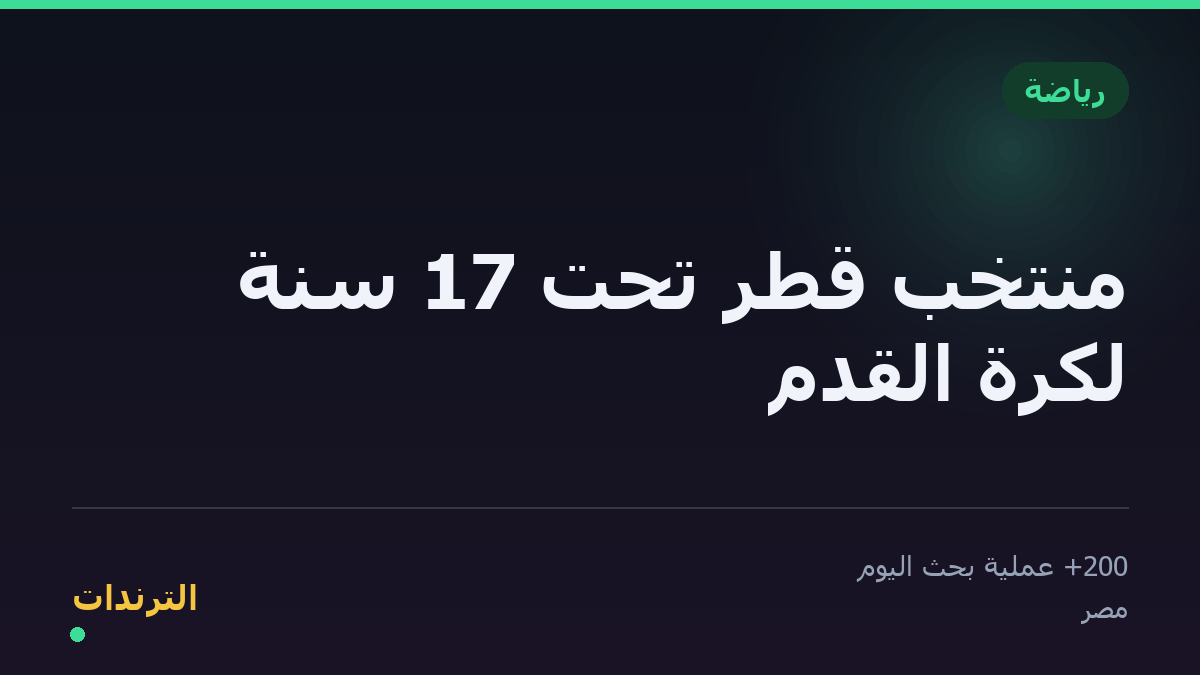 رياضة
منتخب قطر تحت 17 سنة
لكرة القدم
200+ عملية بحث اليوم
مصر
الترندات